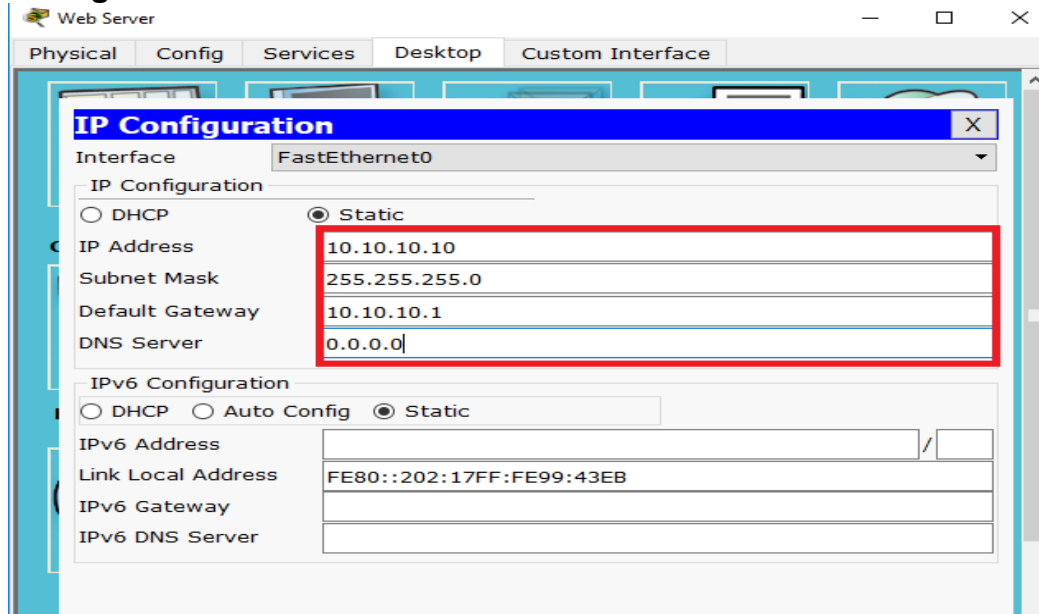 Web Server
Physical Config Services Desktop Custom Interface
IP Configuration X
Interface FastEthernet0
IP Configuration
DHCP Static
IP Address 10.10.10.10
Subnet Mask 255.255.255.0
Default Gateway 10.10.10.1
DNS Server 0.0.0.0
IPv6 Configuration
DHCP Auto Config Static
IPv6 Address /
Link Local Address FE80::202:17FF:FE99:43EB
IPv6 Gateway
IPv6 DNS Server